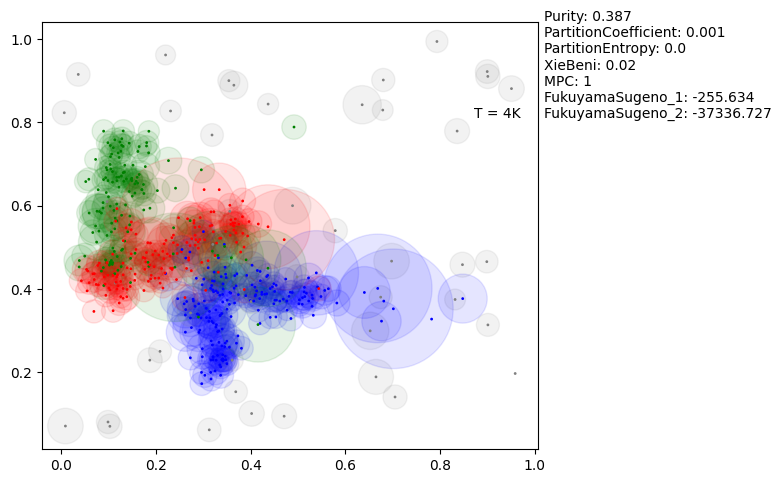 Purity: 0.387
PartitionCoefficient: 0.001
PartitionEntropy: 0.0
XieBeni: 0.02
MPC: 1
FukuyamaSugeno_1: -255.634
FukuyamaSugeno_2: -37336.727
T = 4K
1.0
0.8
0.6
0.4
0.2
0.0
0.2
0.4
0.6
0.8
1.0